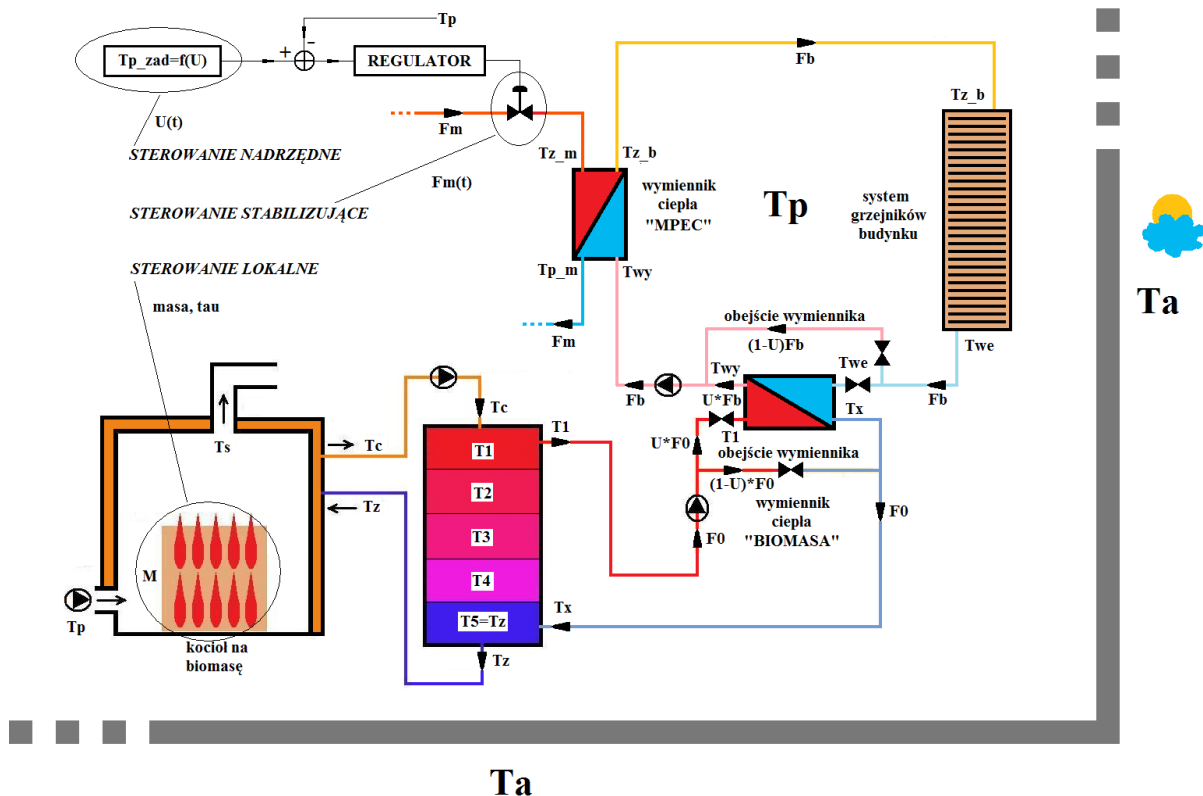 Tp
Tp_zad=f(U)
+
-
REGULATOR
Fb
Tz_b
U(t)
Fm
STEROWANIE NADRZĘDNE
Tz_m
Tz_b
Fm(t)
wymiennik
ciepła
"MPEC"
Tp
system
grzejników
budynku
STEROWANIE STABILIZUJĄCE
Tp_m
Twy
STEROWANIE LOKALNE
masa, tau
Ta
obejście wymiennika
(1-U)Fb
Fm
Twe
Twy
Twe
Fb
U*Fb
Tx
Fb
Tc
T1
T1
Ts
Tc
U*F0
obejście wymiennika
T1
T2
(1-U)*F0
Tz
wymiennik
ciepła
"BIOMASA"
T3
F0
F0
M
T4
Tp
Tx
T5=Tz
kocioł na
biomasę
Tz
Ta